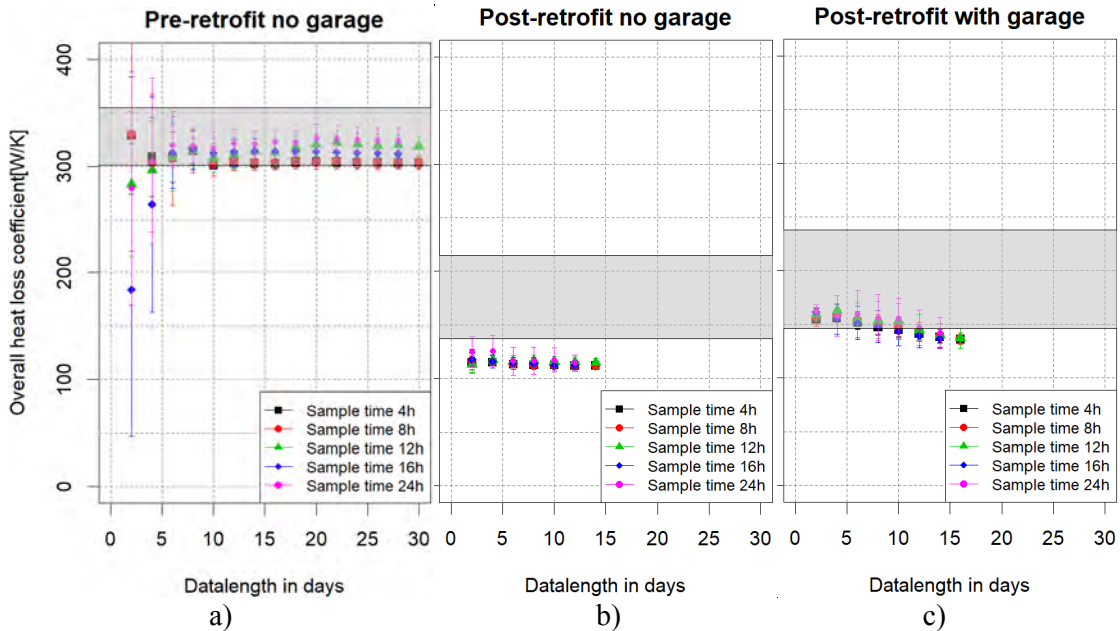 Pre-retrofit no garage
Post-retrofit no garage
Post-retrofit with garage
Overall heat loss coefficient[W/K]
400
300
200
100
0
Sample time 4h
Sample time 8h
Sample time 12h
Sample time 16h
Sample time 24h
Sample time 4h
Sample time 8h
Sample time 12h
Sample time 16h
Sample time 24h
Sample time 4h
Sample time 8h
Sample time 12h
Sample time 16h
Sample time 24h
0 5 10 15 20 25 30
0 5 10 15 20 25 30
0 5 10 15 20 25 30
Datalength in days
Datalength in days
Datalength in days
a)
b)
c)